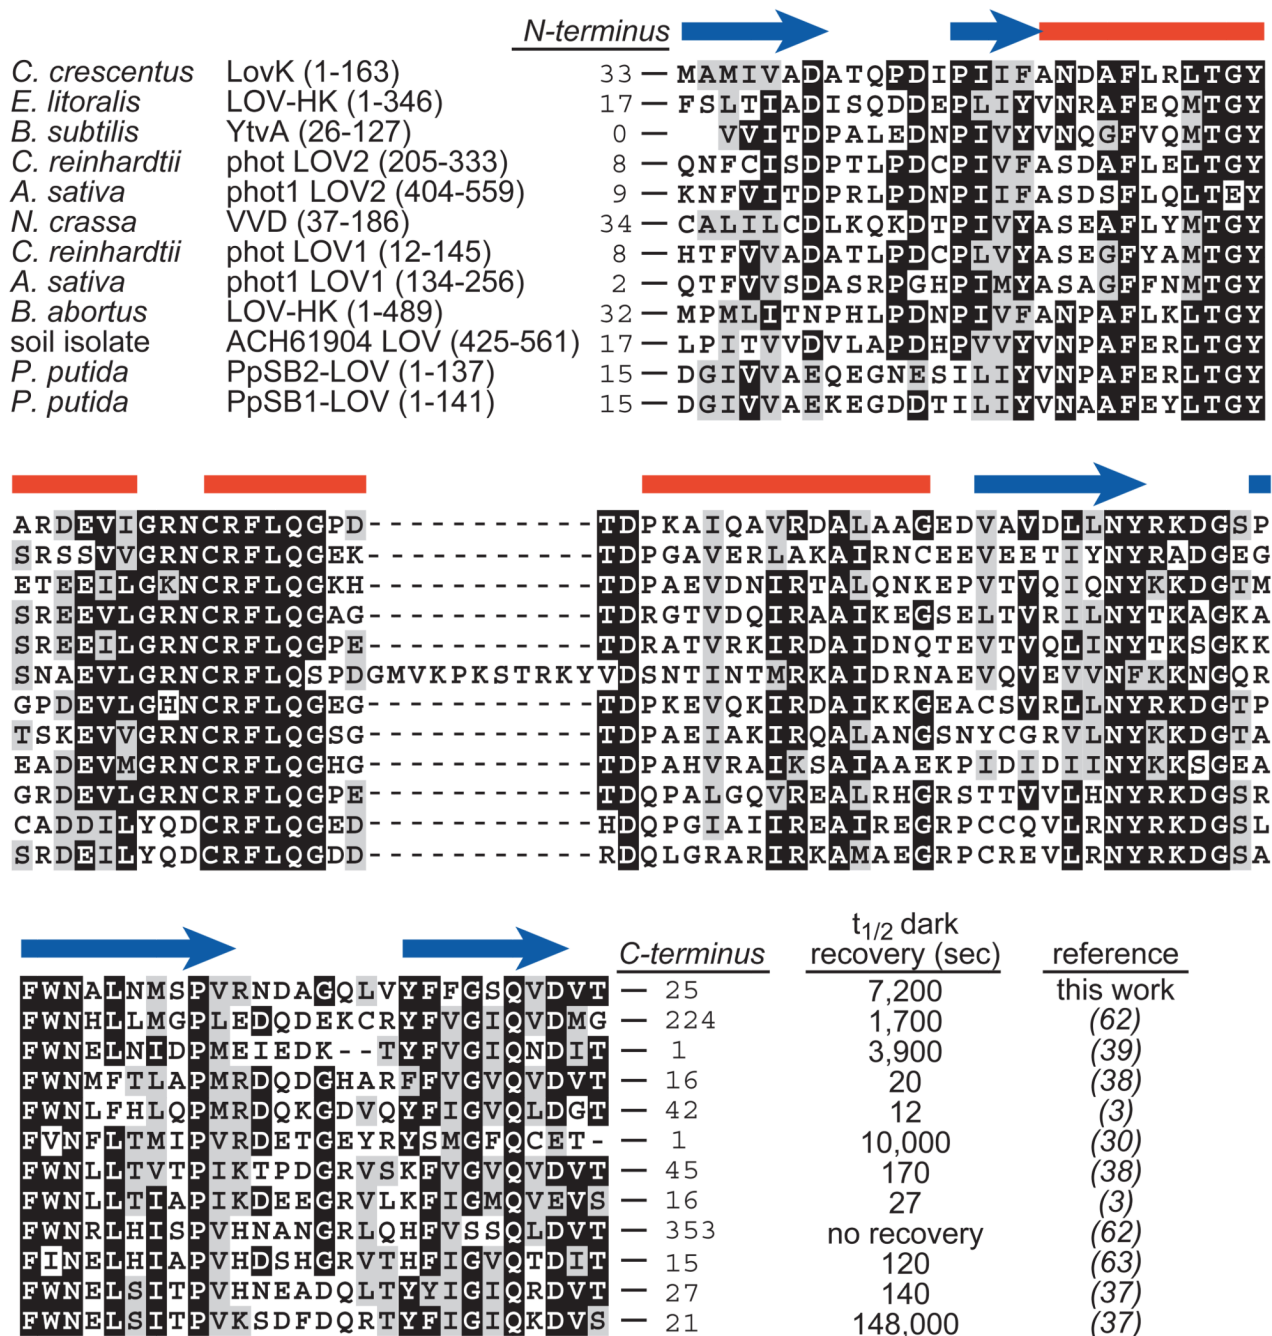 N-terminus
C. crescentus LovK (1-163) 33 — MAMIVADATQPDIPIIFANDAFLRLTGY
E. litoralis LOV-HK (1-346) 17 — FSLTIADISQDDEPLIYVNRAFEQMTGY
B. subtilis YtvA (26-127) 0 — VVITDPALEDNPIVYVNQGFVQMTGY
C. reinhardtii phot LOV2 (205-333) 8 — QNFCISDPTLPDCPIVFASDAFLELTGY
A. sativa phot1 LOV2 (404-559) 9 — KNFVITDPRLPDNPIIFASDSFLQLTEY
N. crassa VVD (37-186) 34 — CALILCDLKQKDTPIVYASEAFLYMTGY
C. reinhardtii phot LOV1 (12-145) 8 — HTFVVADATLPDCPLVYASEGFYAMTGY
A. sativa phot1 LOV1 (134-256) 2 — QTFVVSDASRPGHPIMYASAGFFNMTGY
B. abortus LOV-HK (1-489) 32 — MPMLITNPHLPDNPIVFANPAFLKLTGY
soil isolate ACH61904 LOV (425-561) 17 — LPITVVDVLAPDHPVVYVNPAFERLTGY
P. putida PpSB2-LOV (1-137) 15 — DGIVVAEQEGNESILIYVNPAFERLTGY
P. putida PpSB1-LOV (1-141) 15 — DGIVVAEKEGDDTILIYVNAAFEYLTGY
ARDEVIGRNCRFLQGPD-----------TDPKAIQAVRDALAAGEDVAVDLLNYRKDGSP
SRSSVVGRNCRFLQGEK-----------TDPGAVERLAKAIRNCEEVEETIYNYRADGEG
ETEEILGKNCRFLQGKH-----------TDPAEVDNIRTALQNKEPVTVQIQNYKKDGTM
SREEVLGRNCRFLQGAG-----------TDRGTVDQIRAAIKEGSELTVRILNYTKAGKA
SREEILGRNCRFLQGPE-----------TDRATVRKIRDAIDNQTEVTVQLINYTKSGKK
SNAEVLGRNCRFLQSPDGMVKPKSTRKYVDSNTINTMRKAIDRNAEVQVEVVNFKKNGQR
GPDEVLGHNCRFLQGEG-----------TDPKEVQKIRDAIKKGEACSVRLLNYRKDGTP
TSKEVVGRNCRFLQGSG-----------TDPAEIAKIRQALANGSNYCGRVLNYKKDGTA
EADEVMGRNCRFLQGHG-----------TDPAHVRAIKSAIAAEKPIDIDIINYKKSGEA
GRDEVLGRNCRFLQGPE-----------TDQPALGQVREALRHGRSTTVVLHNYRKDGSR
CADDILYQDCRFLQGED-----------HDQPGIAIIREAIREGRPCCQVLRNYRKDGSL
SRDEILYQDCRFLQGDD-----------RDQLGRARIRKAMAEGRPCREVLRNYRKDGSA
C-terminus t1/2 dark recovery (sec) reference
FWNALNMSPVRNDAGQLVYFFGSQVDVT — 25 7,200 this work
FWNHLLMGPLEDQDEKCRYFVGIQVDMG — 224 1,700 (62)
FWNELNIDPMEIEDK--TYFVGIQNDIT — 1 3,900 (39)
FWNMFTLAPMRDQDGHARFFVGVQVDVT — 16 20 (38)
FWNLFHLQPMRDQKGDVQYFIGVQLDGT — 42 12 (3)
FVNFLTMIPVRDETGEYRYSMGFQCET- — 1 10,000 (30)
FWNLLTVTPIKTPDGRVSKFVGVQVDVT — 45 170 (38)
FWNLLTIAPIKDEEGRVLKFIGMQVEVS — 16 27 (3)
FWNRLHISPVHNANGRLQHFVSSQLDVT — 353 no recovery (62)
FINELHIAPVHDSHGRVTHFIGVQTDIT — 15 120 (63)
FWNELSITPVHNEADQLTYYIGIQRDVT — 27 140 (37)
FWNELSITPVKSDFDQRTYFIGIQKDVS — 21 148,000 (37)